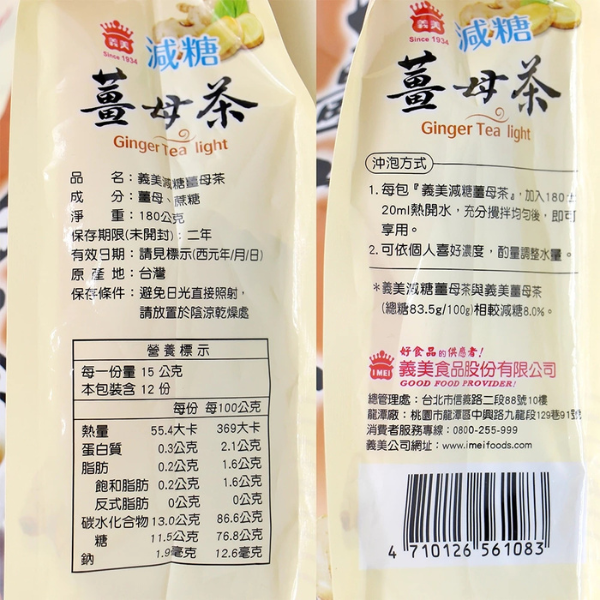 義美
Since 1934
減糖
薑母茶
Ginger Tea light
品名：義美減糖薑母茶
成分：薑母、蔗糖
淨重：180公克
保存期限(未開封)：二年
有效日期：請見標示(西元年/月/日)
原產地：台灣
保存條件：避免日光直接照射，
請放置於陰涼乾燥處
營養標示
每一份量 15 公克
本包裝含 12 份
每份 每100公克
熱量 55.4大卡 369大卡
蛋白質 0.3公克 2.1公克
脂肪 0.2公克 1.6公克
飽和脂肪 0.2公克 1.6公克
反式脂肪 0公克 0公克
碳水化合物 13.0公克 86.6公克
糖 11.5公克 76.8公克
鈉 1.9毫克 12.6毫克
義美
Since 1934
減糖
薑母茶
Ginger Tea light
沖泡方式
1. 每包『義美減糖薑母茶』，加入180
20ml熱開水，充分攪拌均勻後，即可
享用。
2. 可依個人喜好濃度，酌量調整水量。
＊義美減糖薑母茶與義美薑母茶
(總糖83.5g/100g)相較減糖8.0%。
好食品的供應者！
I MEI
義美食品股份有限公司
GOOD FOOD PROVIDER!
總管理處：台北市信義路二段88號10樓
龍潭廠：桃園市龍潭區中興路九龍段129巷91號
消費者服務專線：0800-255-999
義美公司網址：www.imeifoods.com
4 710126 561083